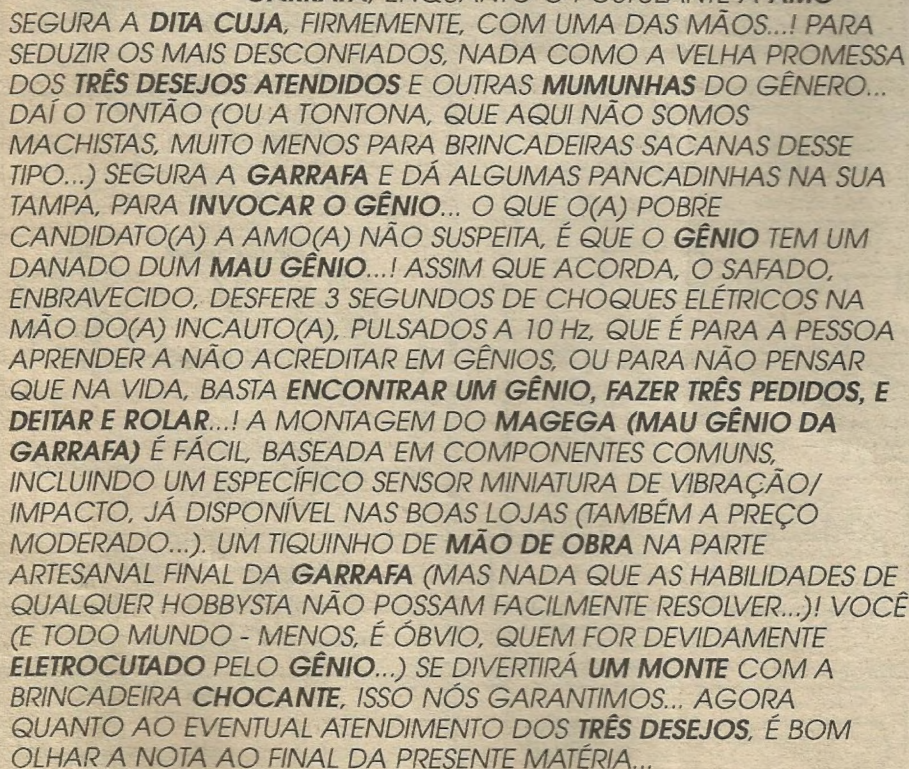 SEGURA A DITA CUJA, FIRMEMENTE, COM UMA DAS MÃOS...! PARA
SEDUZIR OS MAIS DESCONFIADOS, NADA COMO A VELHA PROMESSA
DOS TRÊS DESEJOS ATENDIDOS E OUTRAS MUMUNHAS DO GÊNERO...
DAÍ O TONTÃO (OU A TONTONA, QUE AQUI NÃO SOMOS
MACHISTAS, MUITO MENOS PARA BRINCADEIRAS SACANAS DESSE
TIPO...) SEGURA A GARRAFA E DÁ ALGUMAS PANCADINHAS NA SUA
TAMPA, PARA INVOCAR O GÊNIO... O QUE O(A) POBRE
CANDIDATO(A) A AMO(A) NÃO SUSPEITA, É QUE O GÊNIO TEM UM
DANADO DUM MAU GÊNIO...! ASSIM QUE ACORDA, O SAFADO,
ENBRAVECIDO, DESFERE 3 SEGUNDOS DE CHOQUES ELÉTRICOS NA
MÃO DO(A) INCAUTO(A), PULSADOS A 10 Hz, QUE É PARA A PESSOA
APRENDER A NÃO ACREDITAR EM GÊNIOS, OU PARA NÃO PENSAR
QUE NA VIDA, BASTA ENCONTRAR UM GÊNIO, FAZER TRÊS PEDIDOS, E
DEITAR E ROLAR...! A MONTAGEM DO MAGEGA (MAU GÊNIO DA
GARRAFA) É FÁCIL, BASEADA EM COMPONENTES COMUNS,
INCLUINDO UM ESPECÍFICO SENSOR MINIATURA DE VIBRAÇÃO/
IMPACTO, JÁ DISPONÍVEL NAS BOAS LOJAS (TAMBÉM A PREÇO
MODERADO...). UM TIQUINHO DE MÃO DE OBRA NA PARTE
ARTESANAL FINAL DA GARRAFA (MAS NADA QUE AS HABILIDADES DE
QUALQUER HOBBYSTA NÃO POSSAM FACILMENTE RESOLVER...)! VOCÊ
(E TODO MUNDO - MENOS, É ÓBVIO, QUEM FOR DEVIDAMENTE
ELETROCUTADO PELO GÊNIO...) SE DIVERTIRÁ UM MONTE COM A
BRINCADEIRA CHOCANTE, ISSO NÓS GARANTIMOS... AGORA
QUANTO AO EVENTUAL ATENDIMENTO DOS TRÊS DESEJOS, É BOM
OLHAR A NOTA AO FINAL DA PRESENTE MATÉRIA...